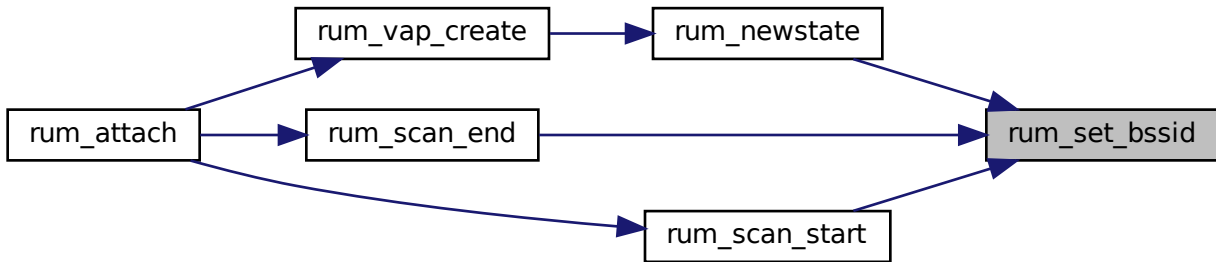 rum_vap_create
rum_newstate
rum_attach
rum_scan_end
rum_set_bssid
rum_scan_start